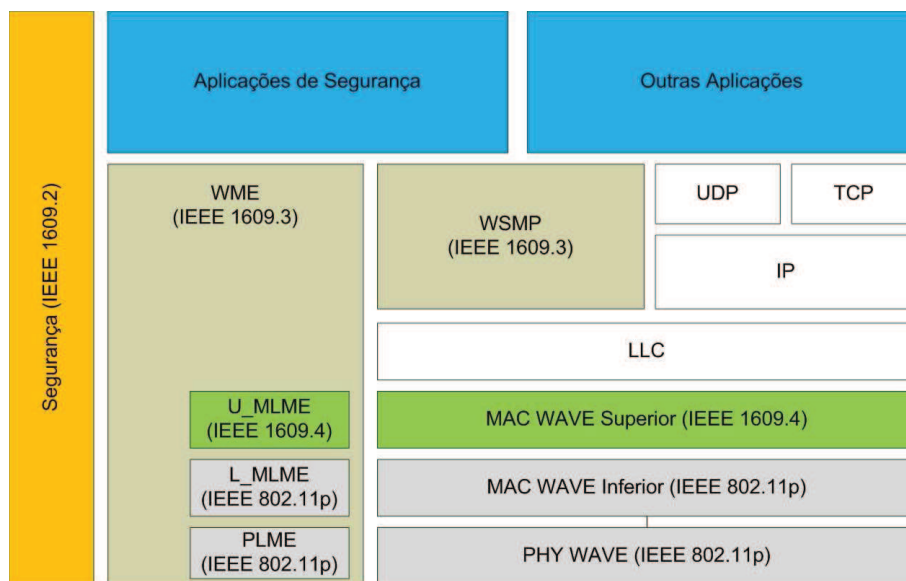 Segurança (IEEE 1609.2)
Aplicações de Segurança
Outras Aplicações
WME
(IEEE 1609.3)
WSMP
(IEEE 1609.3)
UDP
TCP
IP
LLC
U_MLME
(IEEE 1609.4)
MAC WAVE Superior (IEEE 1609.4)
L_MLME
(IEEE 802.11p)
MAC WAVE Inferior (IEEE 802.11p)
PLME
(IEEE 802.11p)
PHY WAVE (IEEE 802.11p)